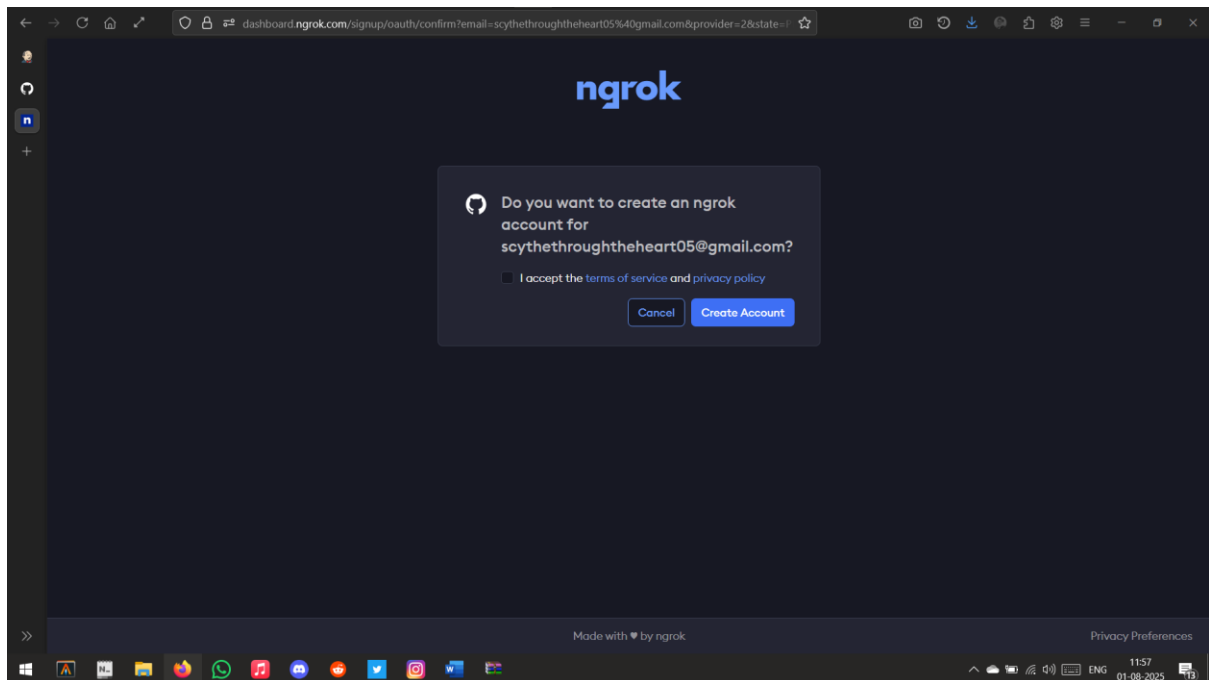 dashboard.ngrok.com/signup/oauth/confirm?email=scythethroughtheheart05%40gmail.com&provider=2&state=
n
ngrok
Do you want to create an ngrok
account for
scythethroughtheheart05@gmail.com?
I accept the terms of service and privacy policy
Cancel
Create Account
Made with ♥ by ngrok
Privacy Preferences
N
W
ENG
11:57
01-08-2025
13